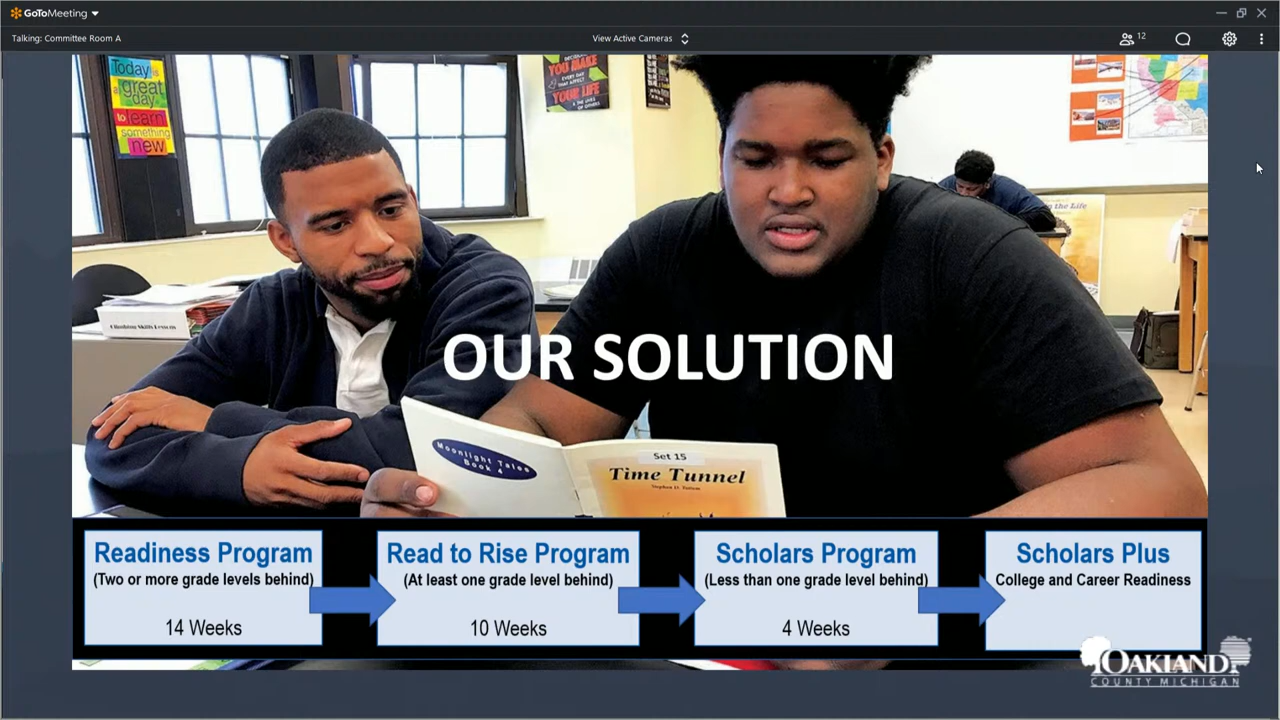 GoToMeeting
Talking: Committee Room A
View Active Cameras
12
Today is
a great
day
to learn
something
new
YOU MAKE
YOUR LIFE
the Life
OUR SOLUTION
Moonlight Tales
Book 4
Set 15
Time Tunnel
Readiness Program
(Two or more grade levels behind)
14 Weeks
Read to Rise Program
(At least one grade level behind)
10 Weeks
Scholars Program
(Less than one grade level behind)
4 Weeks
Scholars Plus
College and Career Readiness
OAKLAND
COUNTY MICHIGAN